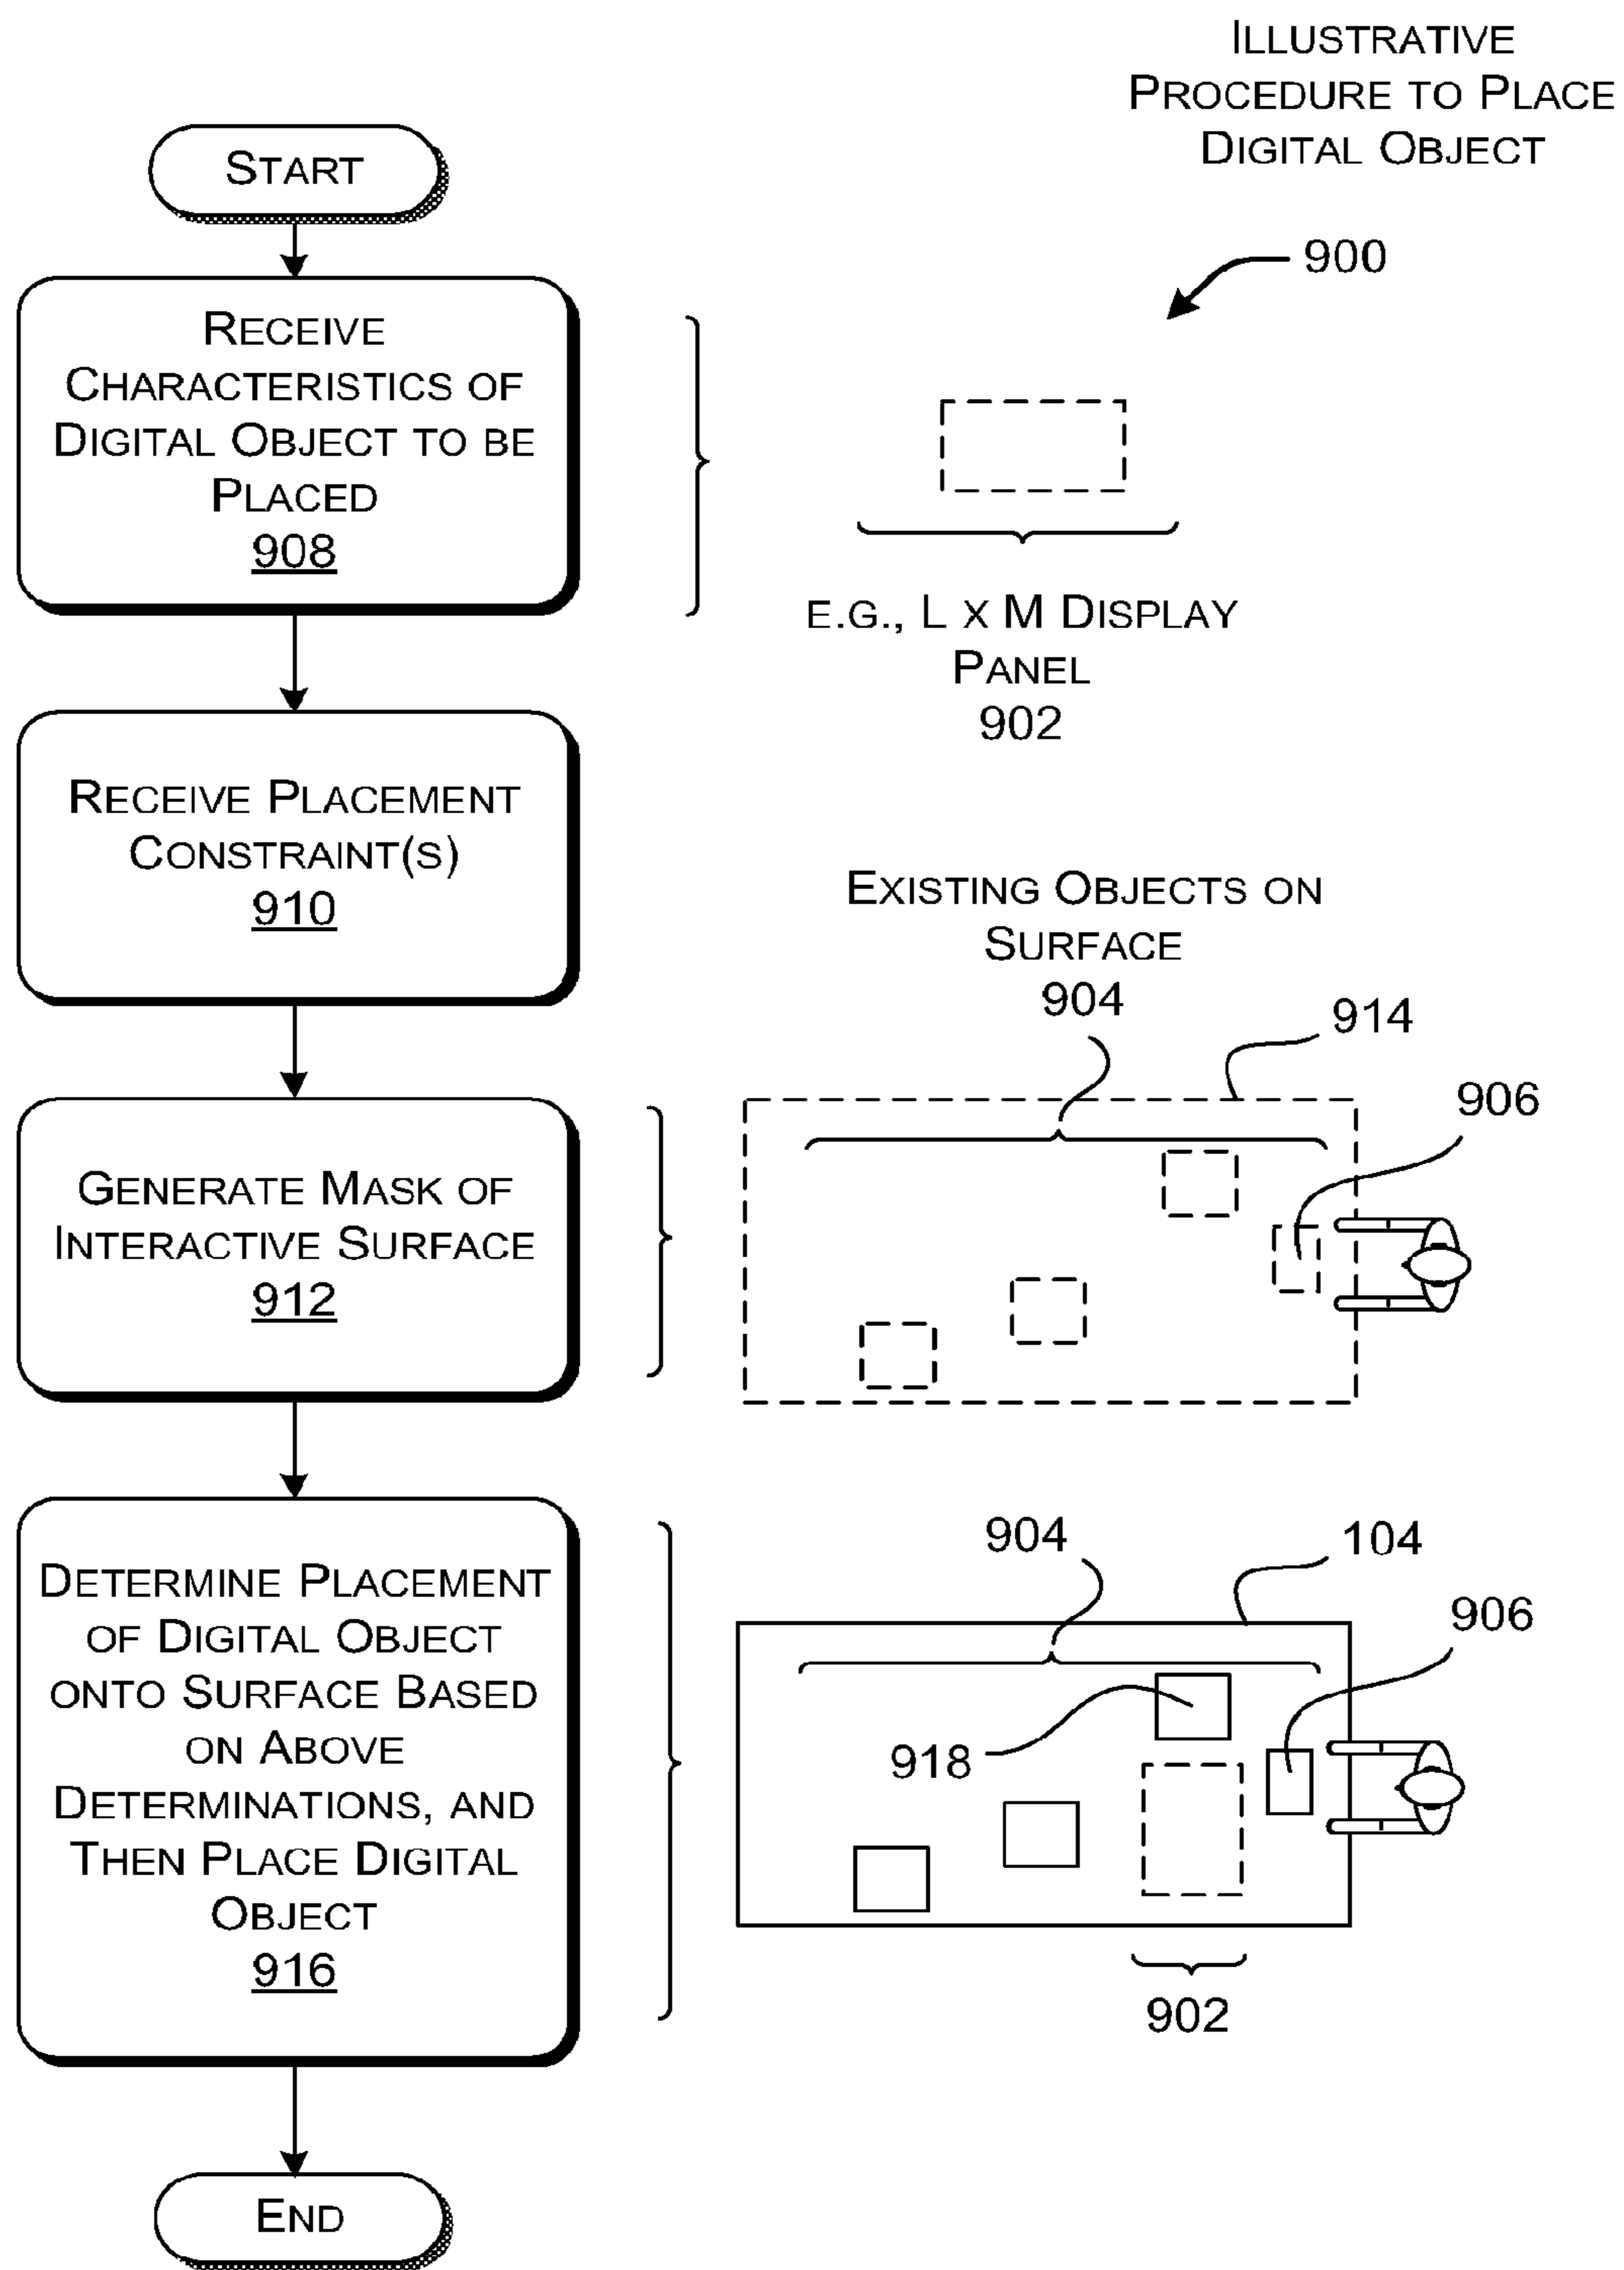 ILLUSTRATIVE
PROCEDURE TO PLACE
DIGITAL OBJECT
900
START
RECEIVE
CHARACTERISTICS OF
DIGITAL OBJECT TO BE
PLACED
908
E.G., L X M DISPLAY
PANEL
902
RECEIVE PLACEMENT
CONSTRAINT(S)
910
EXISTING OBJECTS ON
SURFACE
904
914
906
GENERATE MASK OF
INTERACTIVE SURFACE
912
DETERMINE PLACEMENT
OF DIGITAL OBJECT
ONTO SURFACE BASED
ON ABOVE
DETERMINATIONS, AND
THEN PLACE DIGITAL
OBJECT
916
904
104
906
918
902
END